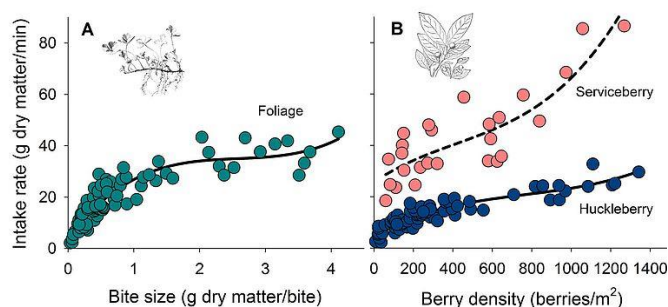 A
B
Foliage
Serviceberry
Huckleberry
Intake rate (g dry matter/min)
100
80
60
40
20
0
0 1 2 3 4
0 200 400 600 800 1000 1200 1400
Bite size (g dry matter/bite)
Berry density (berries/m²)